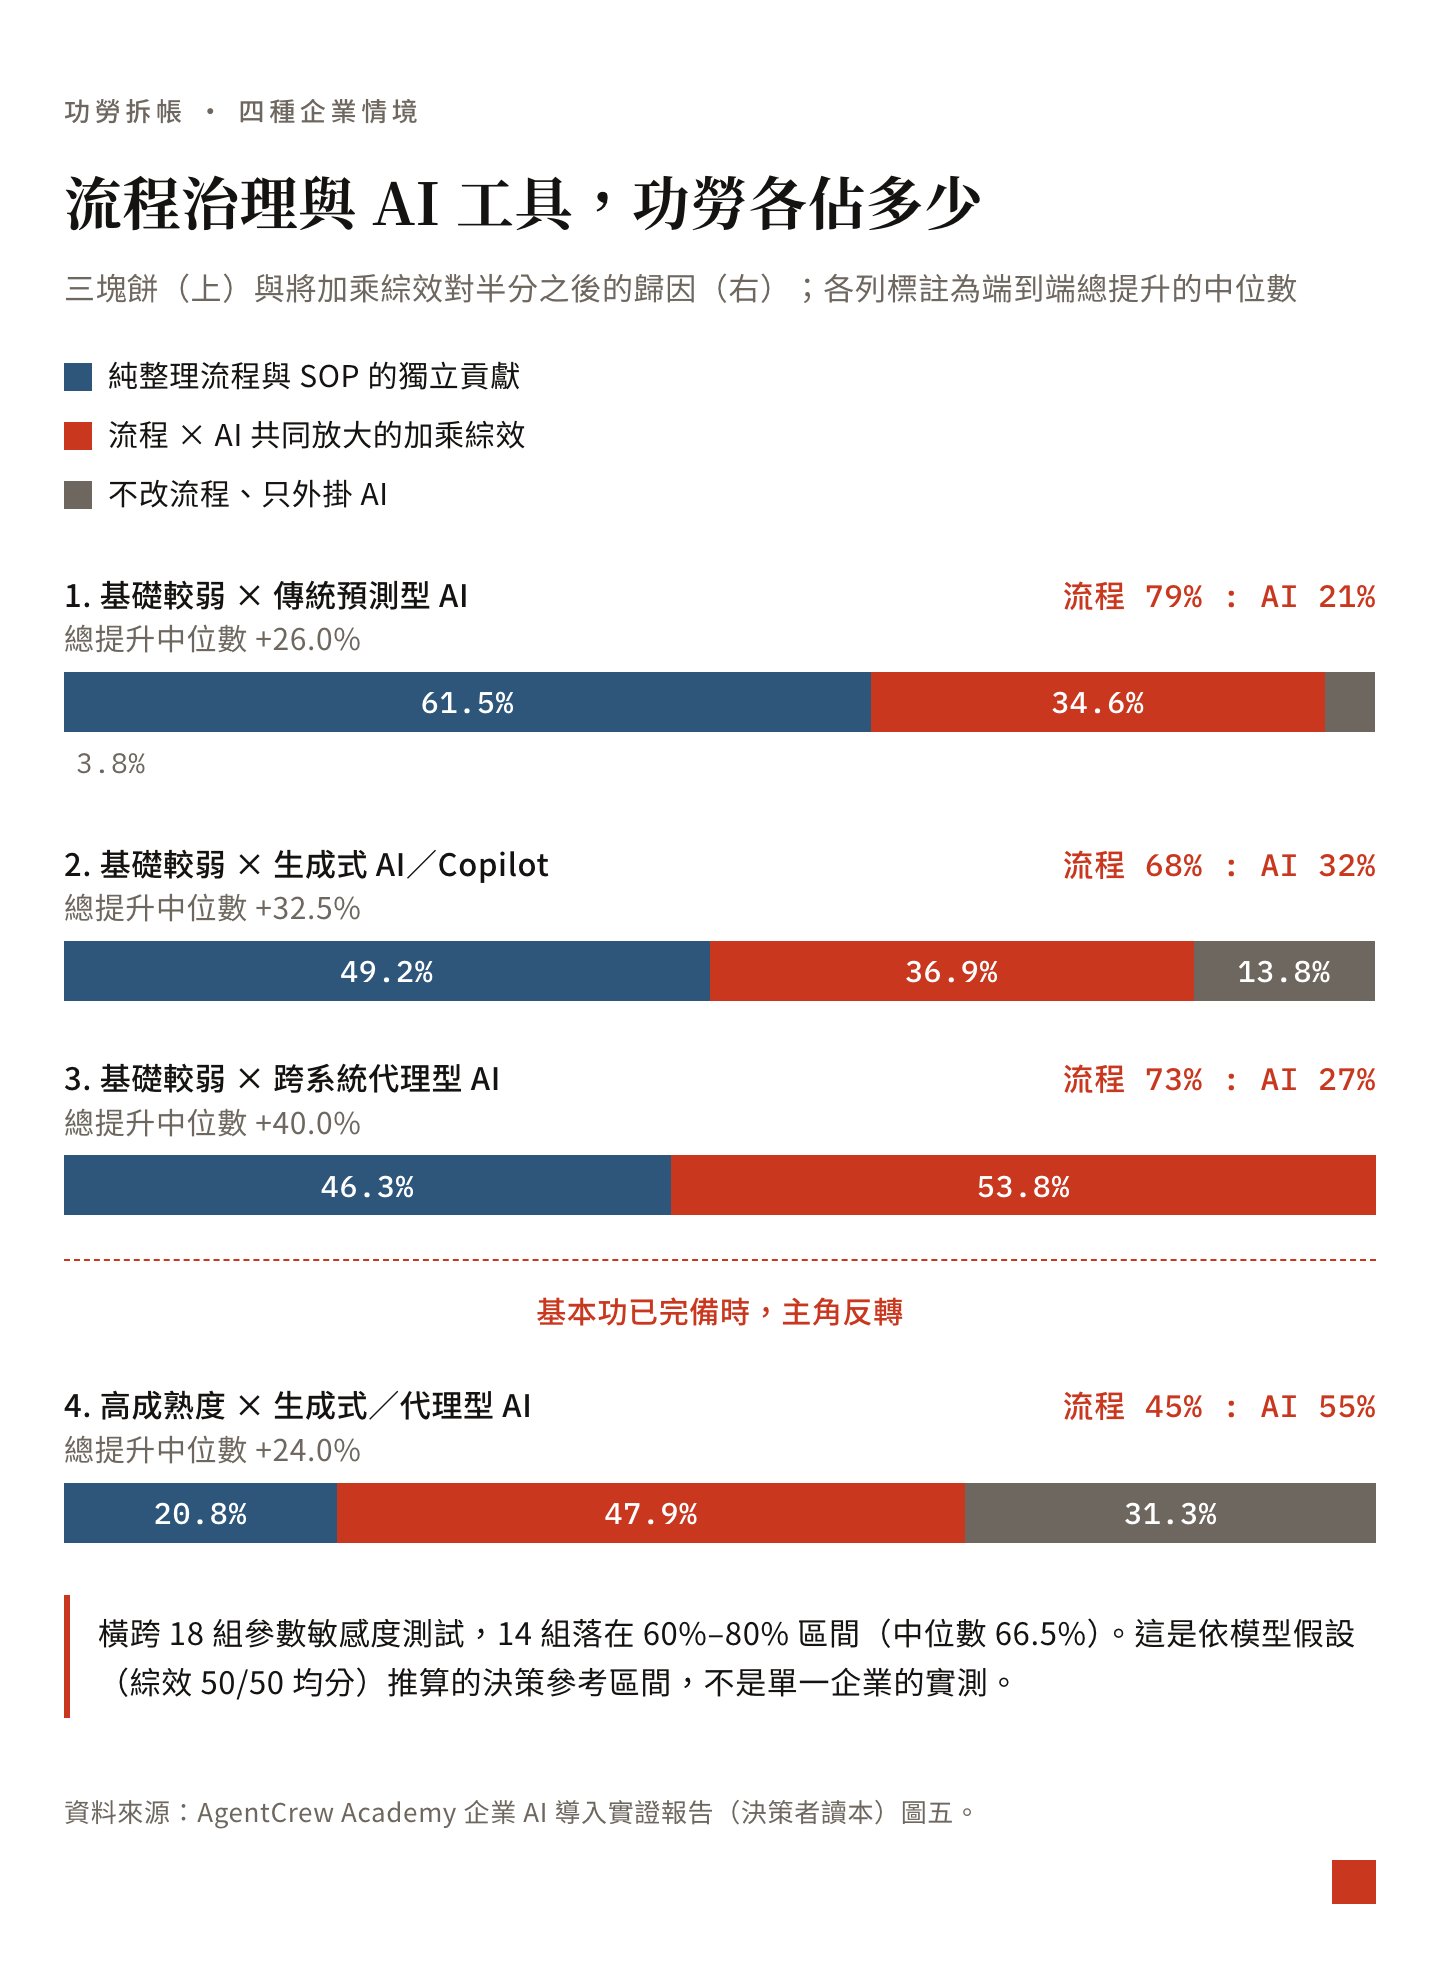 功勞拆帳 · 四種企業情境
流程治理與 AI 工具，功勞各佔多少
三塊餅（上）與將加乘綜效對半分之後的歸因（右）；各列標註為端到端總提升的中位數
純整理流程與 SOP 的獨立貢獻
流程 × AI 共同放大的加乘綜效
不改流程、只外掛 AI
1. 基礎較弱 × 傳統預測型 AI
流程 79% : AI 21%
總提升中位數 +26.0%
61.5%
34.6%
3.8%
2. 基礎較弱 × 生成式 AI／Copilot
流程 68% : AI 32%
總提升中位數 +32.5%
49.2%
36.9%
13.8%
3. 基礎較弱 × 跨系統代理型 AI
流程 73% : AI 27%
總提升中位數 +40.0%
46.3%
53.8%
基本功已完備時，主角反轉
4. 高成熟度 × 生成式／代理型 AI
流程 45% : AI 55%
總提升中位數 +24.0%
20.8%
47.9%
31.3%
橫跨 18 組參數敏感度測試，14 組落在 60%–80% 區間（中位數 66.5%）。這是依模型假設
（綜效 50/50 均分）推算的決策參考區間，不是單一企業的實測。
資料來源：AgentCrew Academy 企業 AI 導入實證報告（決策者讀本）圖五。